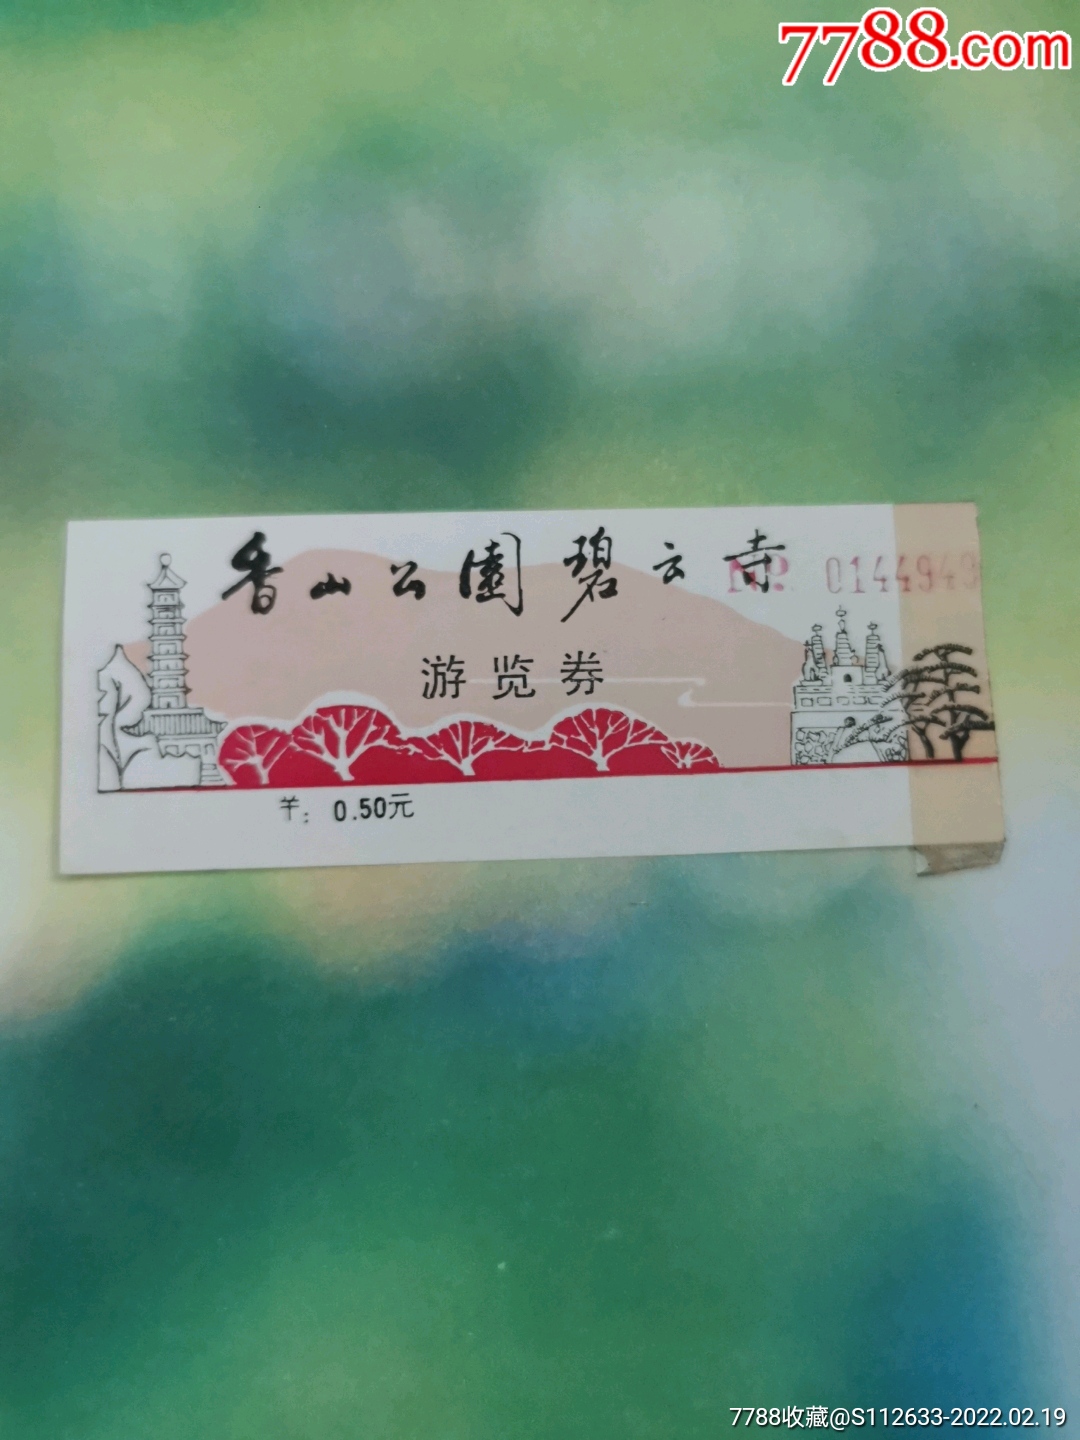 7788.com
香山公園 碧云寺
No. 0144943
游览券
羊: 0.50元
7788收藏@S112633-2022.02.19